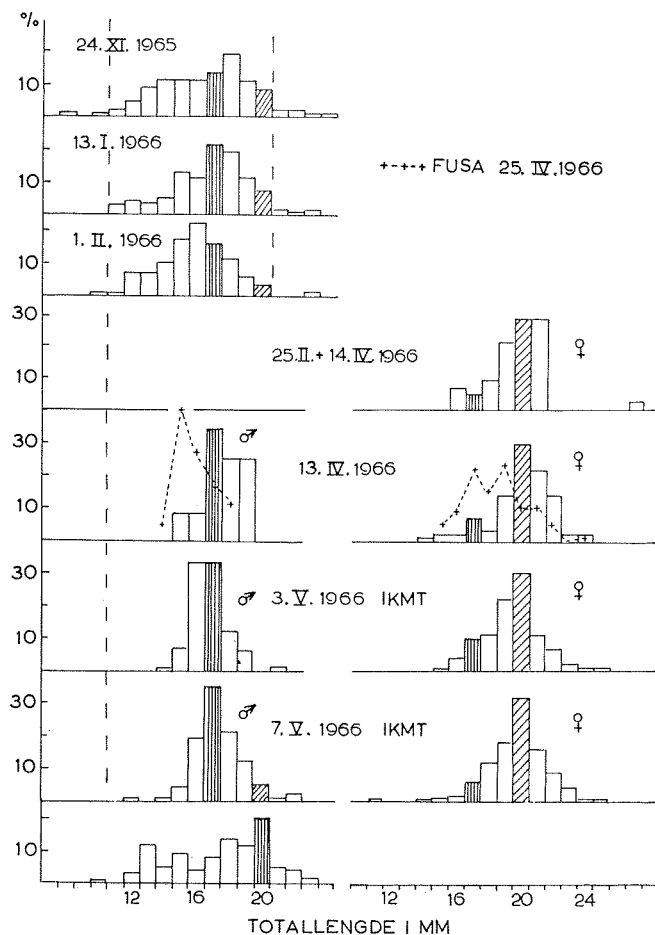 %
24. XI. 1965
10
13. I. 1966
+--+--+ FUSA 25. IV. 1966
10
1. II. 1966
10
30
25. II. + 14. IV. 1966 ♀
10
30
♂ 13. IV. 1966 ♀
10
♂ 3. V. 1966 IKMT ♀
10
30
♂ 7. V. 1966 IKMT ♀
10
10
12 16 20 12 16 20 24
TOTALLENGDE I MM